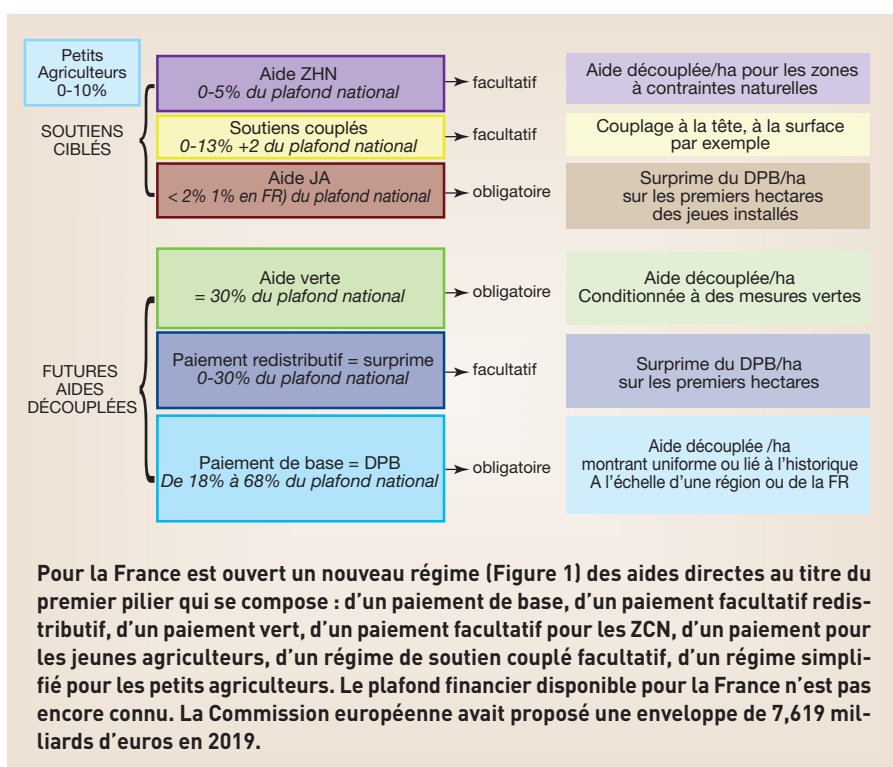 Petits
Agriculteurs
0-10%
SOUTIENS
CIBLÉS
Aide ZHN
0-5% du plafond national
facultatif
Aide découplée/ha pour les zones
à contraintes naturelles
Soutiens couplés
0-13% +2 du plafond national
facultatif
Couplage à la tête, à la surface
par exemple
Aide JA
< 2% 1% en FR) du plafond national
obligatoire
Surprime du DPB/ha
sur les premiers hectares
des jeues installés
FUTURES
AIDES
DÉCOUPLÉES
Aide verte
= 30% du plafond national
obligatoire
Aide découplée/ha
Conditionnée à des mesures vertes
Paiement redistributif = surprime
0-30% du plafond national
facultatif
Surprime du DPB/ha
sur les premiers hectares
Paiement de base = DPB
De 18% à 68% du plafond national
obligatoire
Aide découplée /ha
montrant uniforme ou lié à l'historique
A l'échelle d'une région ou de la FR
Pour la France est ouvert un nouveau régime (Figure 1) des aides directes au titre du
premier pilier qui se compose : d'un paiement de base, d'un paiement facultatif redis-
tributif, d'un paiement vert, d'un paiement facultatif pour les ZCN, d'un paiement pour
les jeunes agriculteurs, d'un régime de soutien couplé facultatif, d'un régime simpli-
fié pour les petits agriculteurs. Le plafond financier disponible pour la France n'est pas
encore connu. La Commission européenne avait proposé une enveloppe de 7,619 mil-
liards d'euros en 2019.